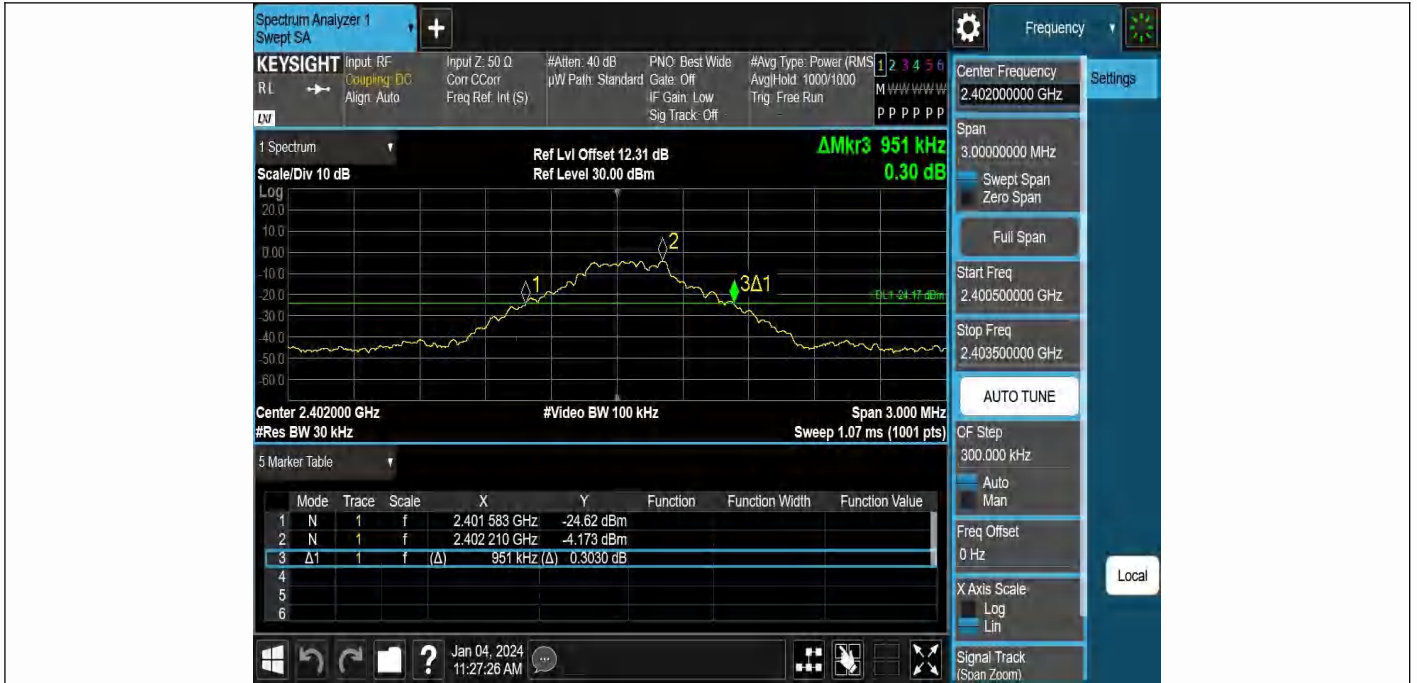 Spectrum Analyzer 1
Swept SA
+
Frequency
KEYSIGHT
RL
LXI
Input: RF
Coupling: DC
Align: Auto
Input Z: 50 Ω
Corr CCorr
Freq Ref: Int (S)
#Atten: 40 dB
µW Path: Standard
PNO: Best Wide
Gate: Off
IF Gain: Low
Sig Track: Off
#Avg Type: Power (RMS
Avg|Hold: 1000/1000
Trig: Free Run
1 2 3 4 5 6
M W W W W W
P P P P P P
Center Frequency
2.402000000 GHz
Settings
1 Spectrum
Scale/Div 10 dB
Ref Lvl Offset 12.31 dB
Ref Level 30.00 dBm
ΔMkr3 951 kHz
0.30 dB
Log
20.0
10.0
0.00
-10.0
-20.0
-30.0
-40.0
-50.0
-60.0
1
2
3Δ1
DL1 -24.17 dBm
Center 2.402000 GHz
#Res BW 30 kHz
#Video BW 100 kHz
Span 3.000 MHz
Sweep 1.07 ms (1001 pts)
Span
3.00000000 MHz
Swept Span
Zero Span
Full Span
Start Freq
2.400500000 GHz
Stop Freq
2.403500000 GHz
AUTO TUNE
CF Step
300.000 kHz
Auto
Man
Freq Offset
0 Hz
X Axis Scale
Log
Lin
Signal Track
(Span Zoom)
Local
5 Marker Table
Mode Trace Scale X Y Function Function Width Function Value
1 N 1 f 2.401 583 GHz -24.62 dBm
2 N 1 f 2.402 210 GHz -4.173 dBm
3 Δ1 1 f (Δ) 951 kHz (Δ) 0.3030 dB
4
5
6
?
Jan 04, 2024
11:27:26 AM